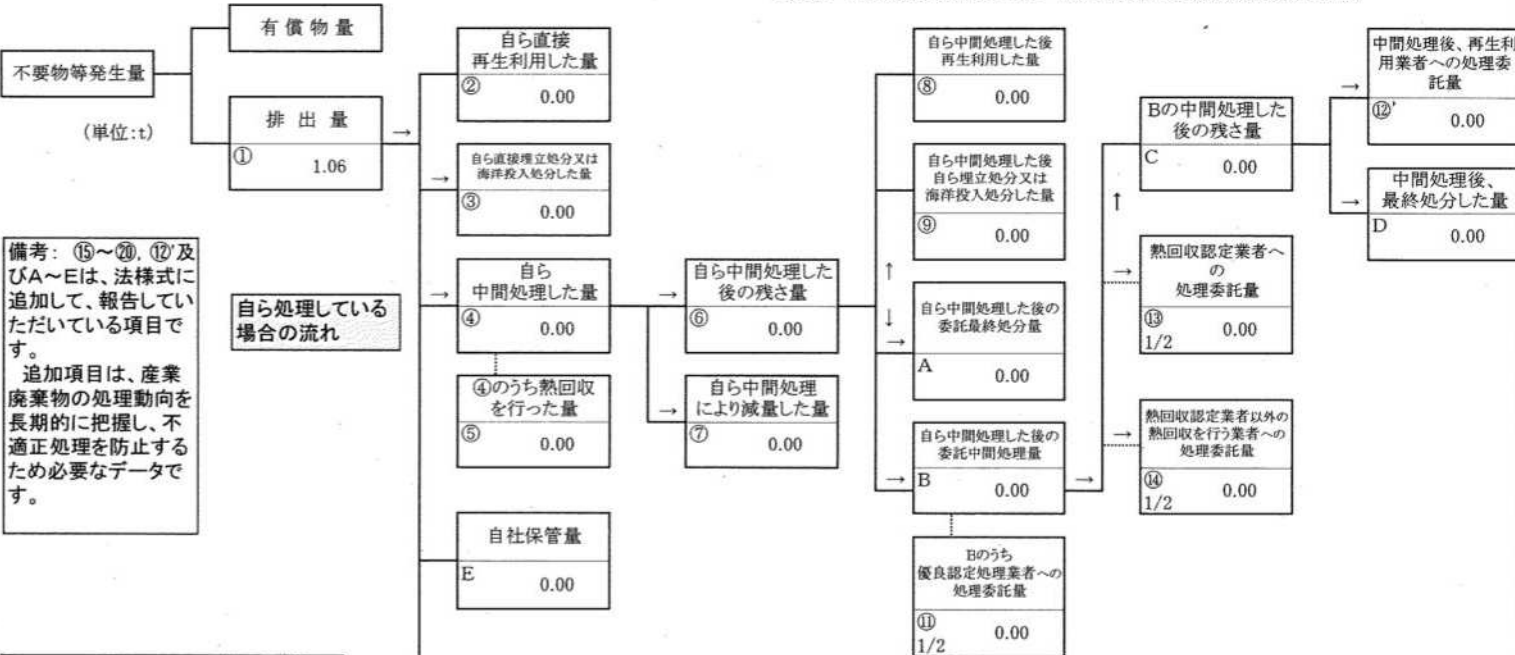 不要物等発生量
(単位:t)
有償物量
排出量
① 1.06
備考: ⑮~⑳, ⑫'及
びA~Eは、法様式に
追加して、報告してい
ただいている項目で
す。
追加項目は、産業
廃棄物の処理動向を
長期的に把握し、不
適正処理を防止する
ため必要なデータで
す。
自ら処理している
場合の流れ
自ら直接
再生利用した量
② 0.00
自ら直接埋立処分又は
海洋投入処分した量
③ 0.00
自ら
中間処理した量
④ 0.00
④のうち熱回収
を行った量
⑤ 0.00
自社保管量
E 0.00
自ら中間処理した
後の残さ量
⑥ 0.00
自ら中間処理
により減量した量
⑦ 0.00
自ら中間処理した後
再生利用した量
⑧ 0.00
自ら中間処理した後
自ら埋立処分又は
海洋投入処分した量
⑨ 0.00
自ら中間処理した後の
委託最終処分量
A 0.00
自ら中間処理した後の
委託中間処理量
B 0.00
Bのうち
優良認定処理業者への
処理委託量
⑪ 0.00
1/2
Bの中間処理した
後の残さ量
C 0.00
熱回収認定業者へ
の
処理委託量
⑬ 0.00
1/2
熱回収認定業者以外の
熱回収を行う業者への
処理委託量
⑭ 0.00
1/2
中間処理後、再生利
用業者への処理委
託量
⑫' 0.00
中間処理後、
最終処分した量
D 0.00